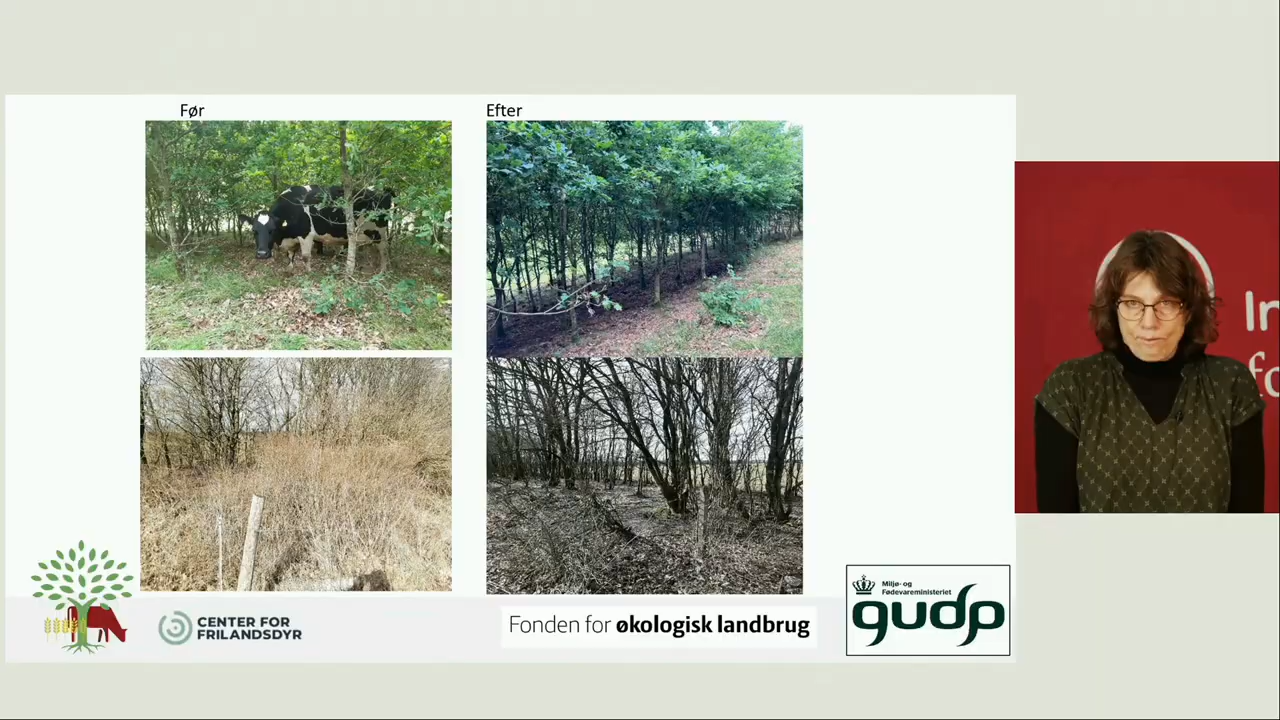 Før
Efter
CENTER FOR
FRILANDSDYR
Fonden for økologisk landbrug
Miljø- og
Fødevareministeriet
gudp